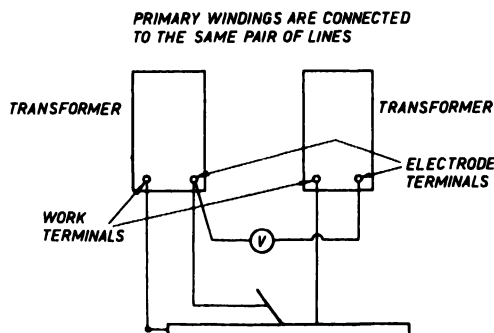 PRIMARY WINDINGS ARE CONNECTED
TO THE SAME PAIR OF LINES
TRANSFORMER
TRANSFORMER
ELECTRODE
TERMINALS
WORK
TERMINALS
V